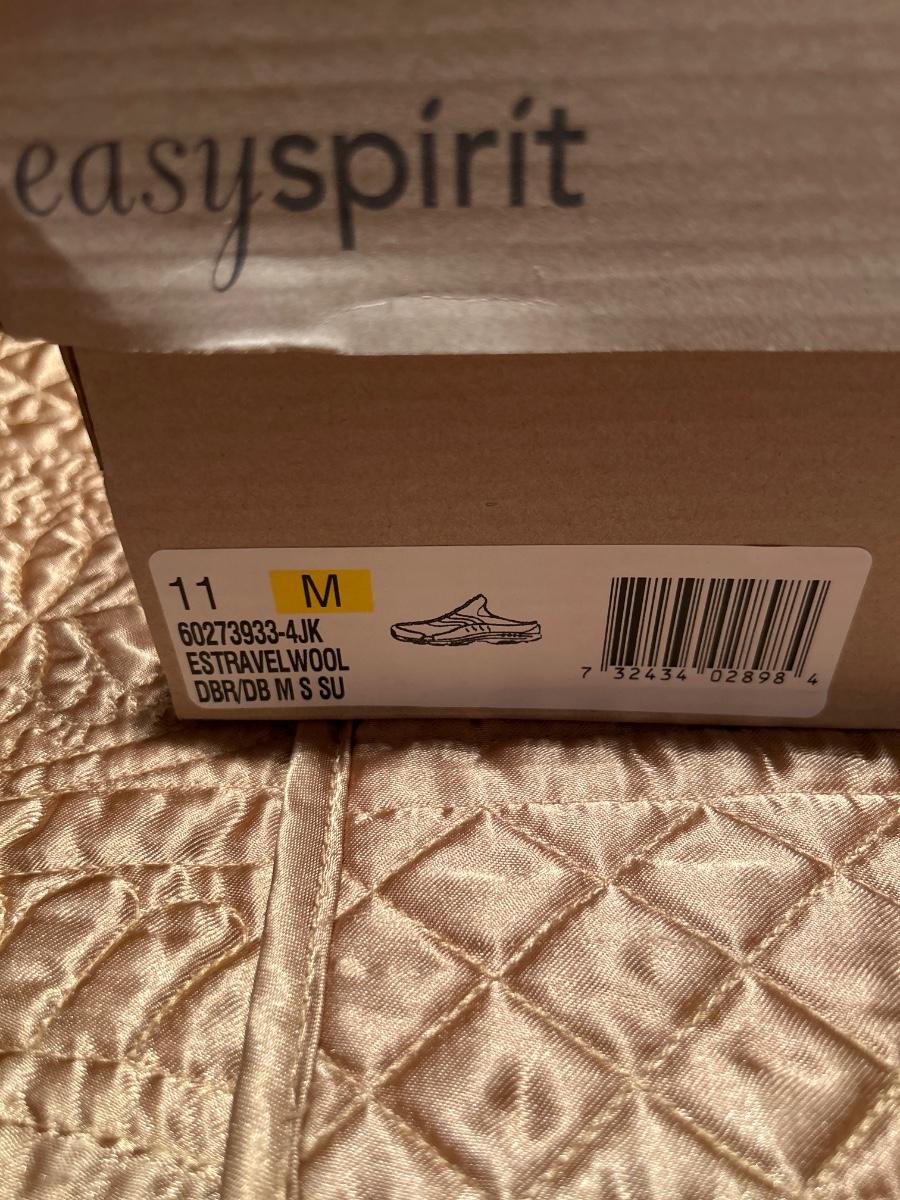 easyspirit
11 M
60273933-4JK
ESTRAVELWOOL
DBR/DB M S SU
7 32434 02898 4